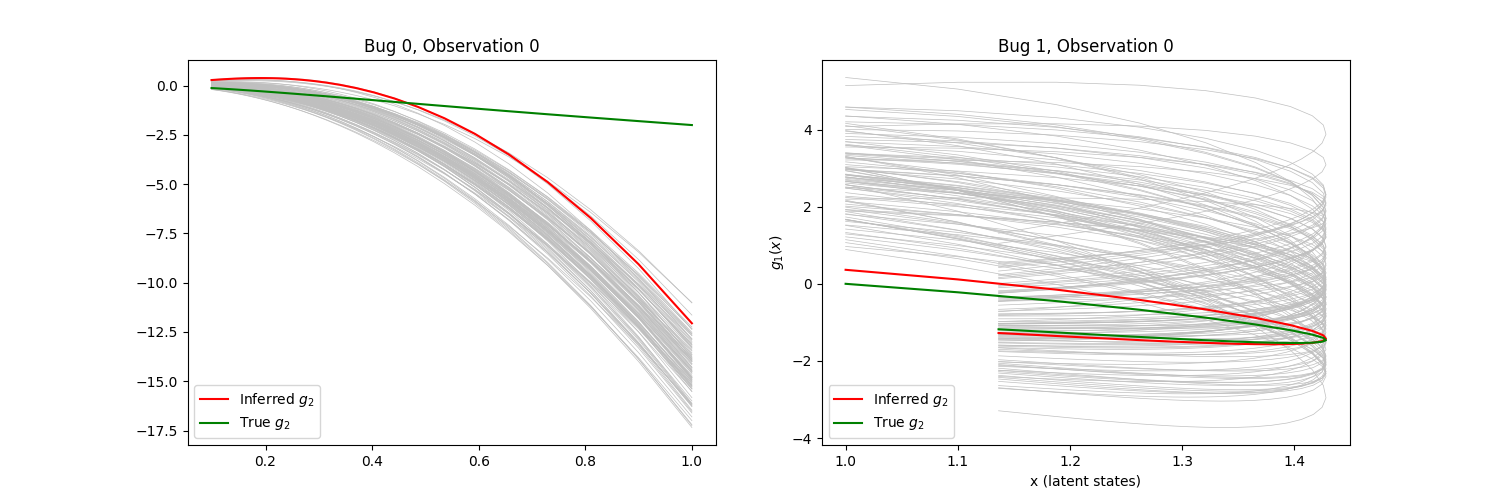 Bug 0, Observation 0
0.0
−2.5
−5.0
−7.5
−10.0
−12.5
−15.0
−17.5
0.2 0.4 0.6 0.8 1.0
Inferred g₂
True g₂
Bug 1, Observation 0
g₁(x)
4
2
0
−2
−4
1.0 1.1 1.2 1.3 1.4
x (latent states)
Inferred g₂
True g₂